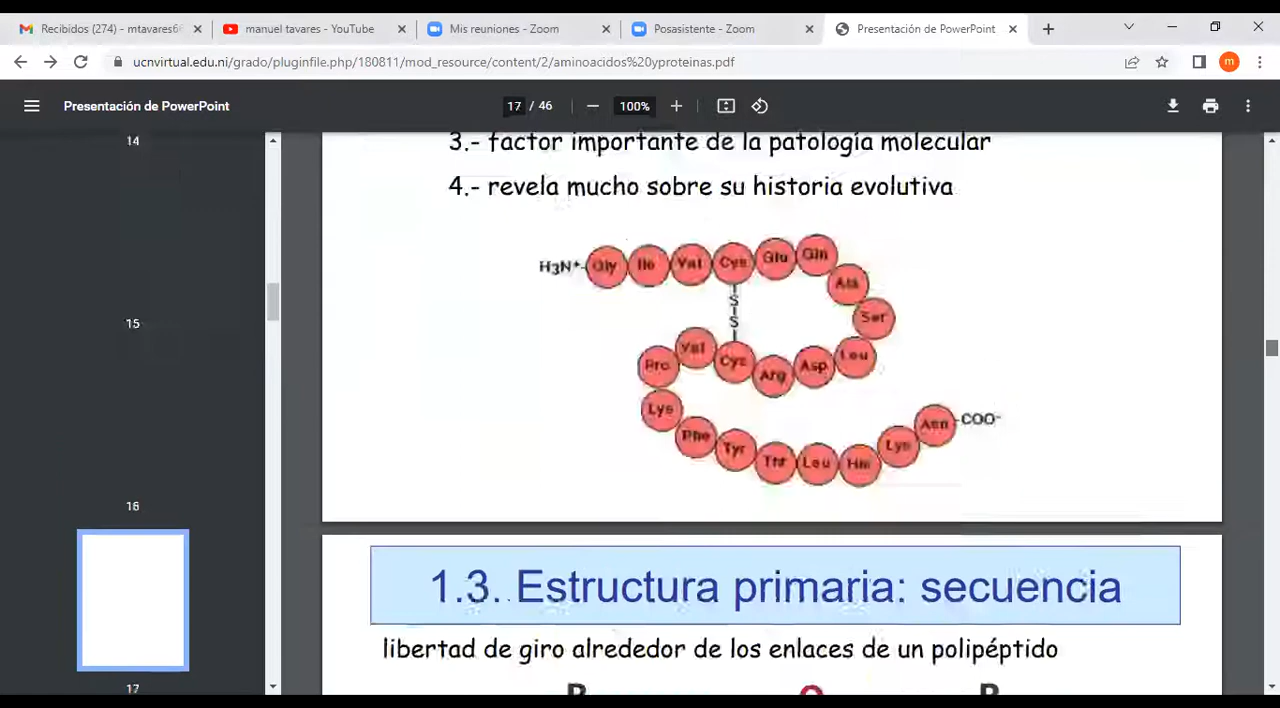 Recibidos (274) - mtavares6
manuel tavares - YouTube
Mis reuniones - Zoom
Posasistente - Zoom
Presentación de PowerPoint
ucnvirtual.edu.ni/grado/pluginfile.php/180811/mod_resource/content/2/aminoacidos%20yproteinas.pdf
m
Presentación de PowerPoint
17 / 46
100%
14
15
16
17
3.- factor importante de la patología molecular
4.- revela mucho sobre su historia evolutiva
H3N+ Gly Ile Val Cys Glu Gln
Ala
Ser
S
S
Pro Val Cys Arg Asp Leu
Lys Phe Tyr Thr Leu His Lys Asn COO-
1.3. Estructura primaria: secuencia
libertad de giro alrededor de los enlaces de un polipéptido